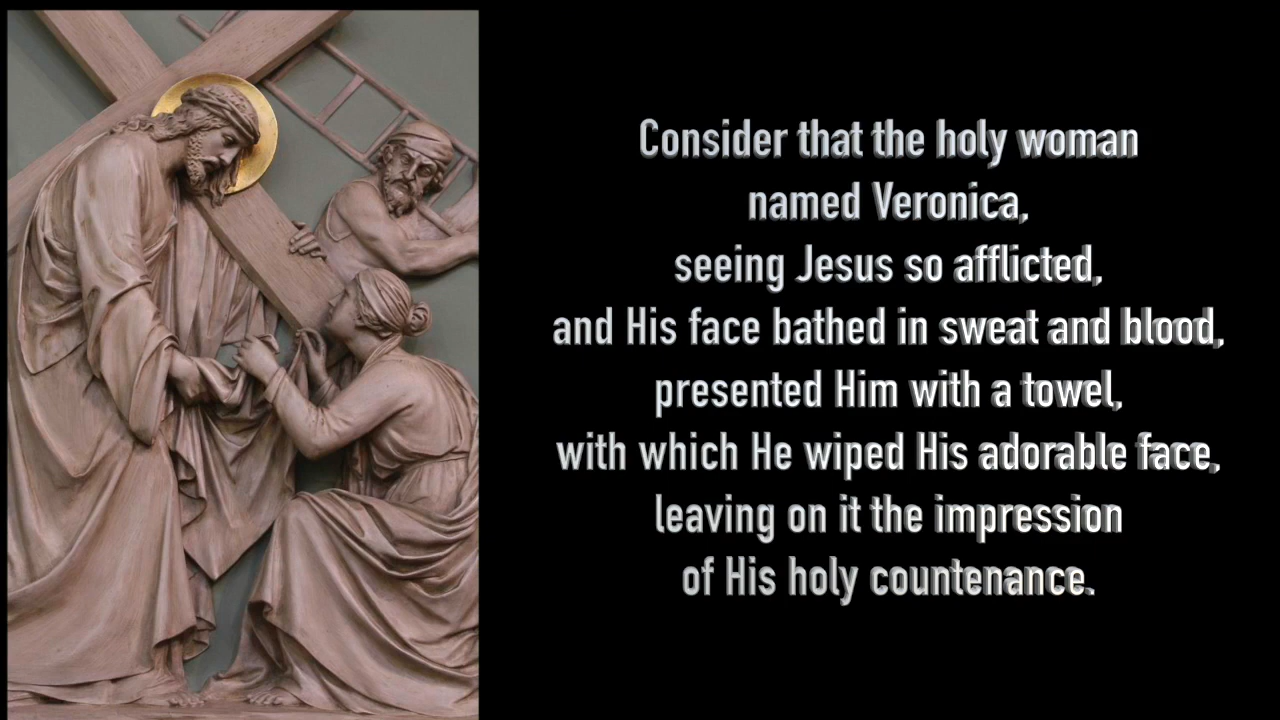 Consider that the holy woman
named Veronica,
seeing Jesus so afflicted,
and His face bathed in sweat and blood,
presented Him with a towel,
with which He wiped His adorable face,
leaving on it the impression
of His holy countenance.